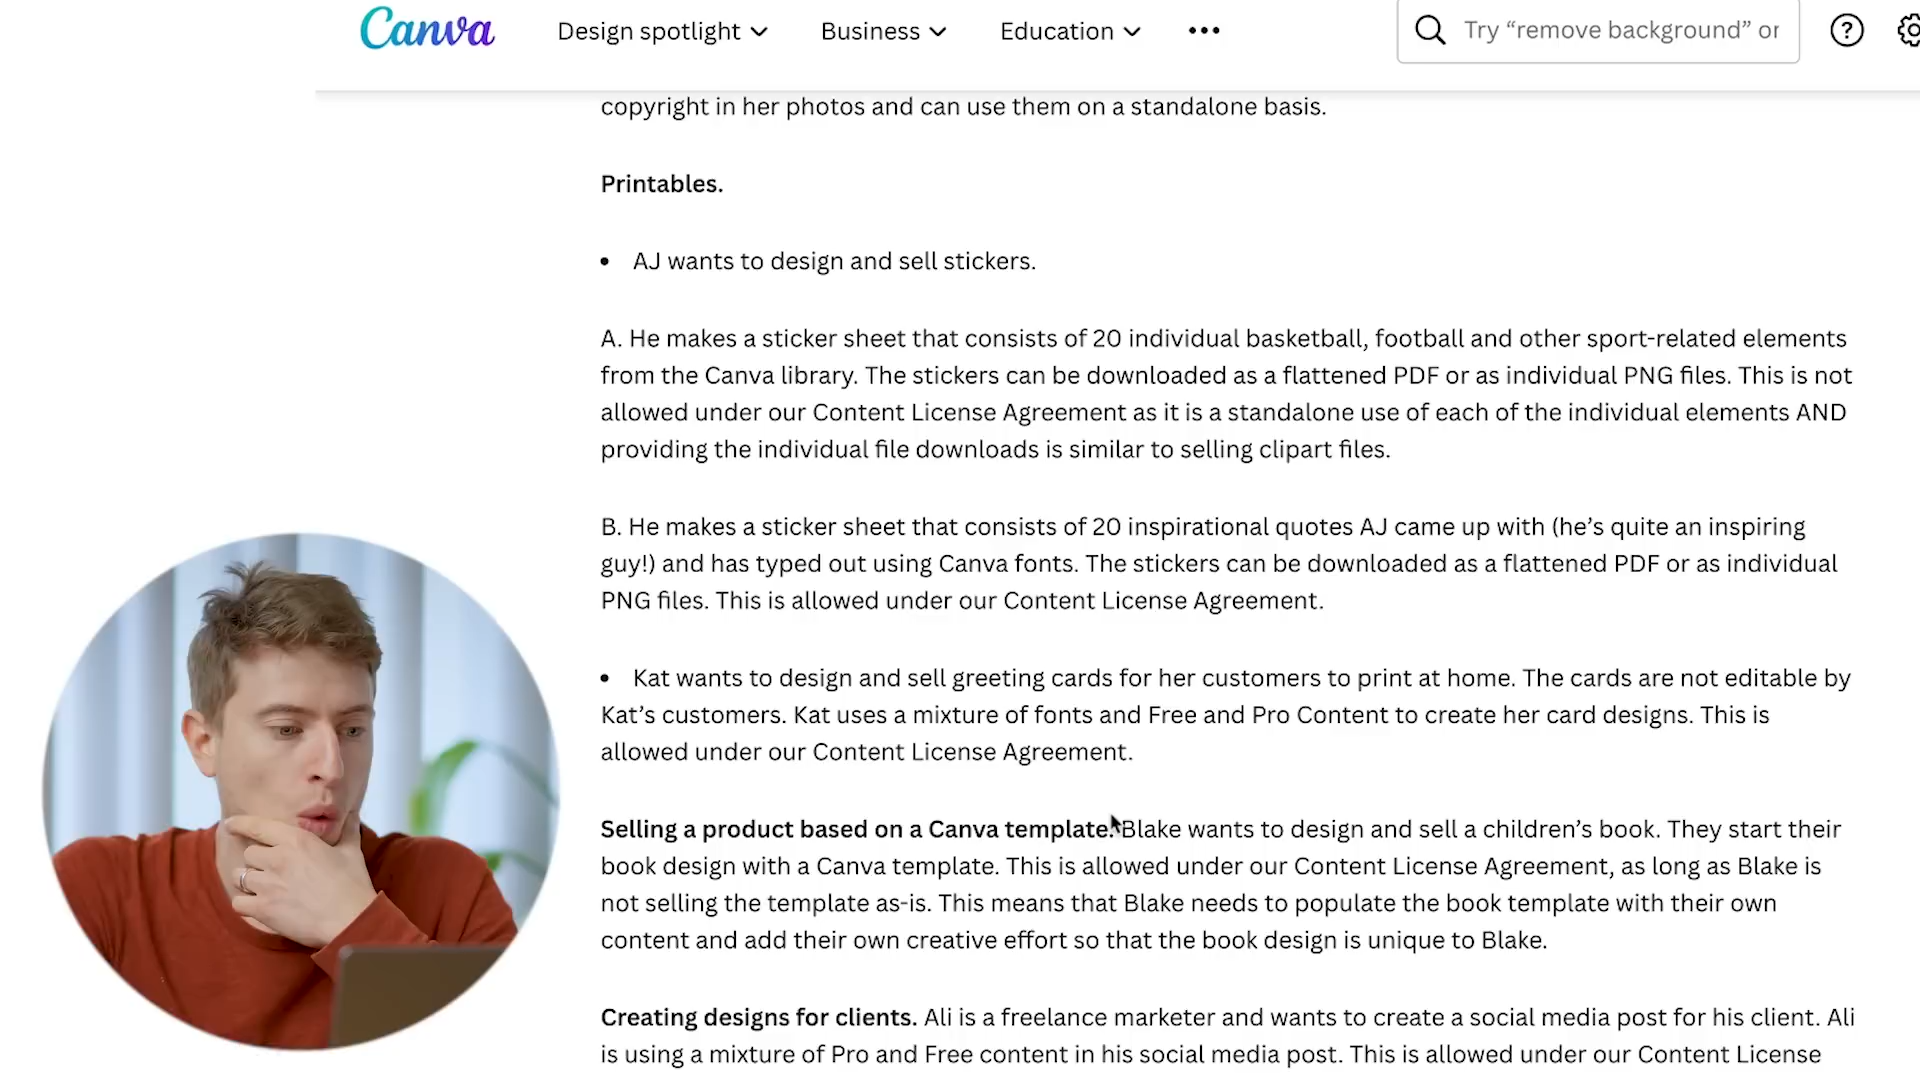 Canva
Design spotlight
Business
Education
Try “remove background” or
copyright in her photos and can use them on a standalone basis.
Printables.
• AJ wants to design and sell stickers.
A. He makes a sticker sheet that consists of 20 individual basketball, football and other sport-related elements
from the Canva library. The stickers can be downloaded as a flattened PDF or as individual PNG files. This is not
allowed under our Content License Agreement as it is a standalone use of each of the individual elements AND
providing the individual file downloads is similar to selling clipart files.
B. He makes a sticker sheet that consists of 20 inspirational quotes AJ came up with (he’s quite an inspiring
guy!) and has typed out using Canva fonts. The stickers can be downloaded as a flattened PDF or as individual
PNG files. This is allowed under our Content License Agreement.
• Kat wants to design and sell greeting cards for her customers to print at home. The cards are not editable by
Kat’s customers. Kat uses a mixture of fonts and Free and Pro Content to create her card designs. This is
allowed under our Content License Agreement.
Selling a product based on a Canva template. Blake wants to design and sell a children’s book. They start their
book design with a Canva template. This is allowed under our Content License Agreement, as long as Blake is
not selling the template as-is. This means that Blake needs to populate the book template with their own
content and add their own creative effort so that the book design is unique to Blake.
Creating designs for clients. Ali is a freelance marketer and wants to create a social media post for his client. Ali
is using a mixture of Pro and Free content in his social media post. This is allowed under our Content License